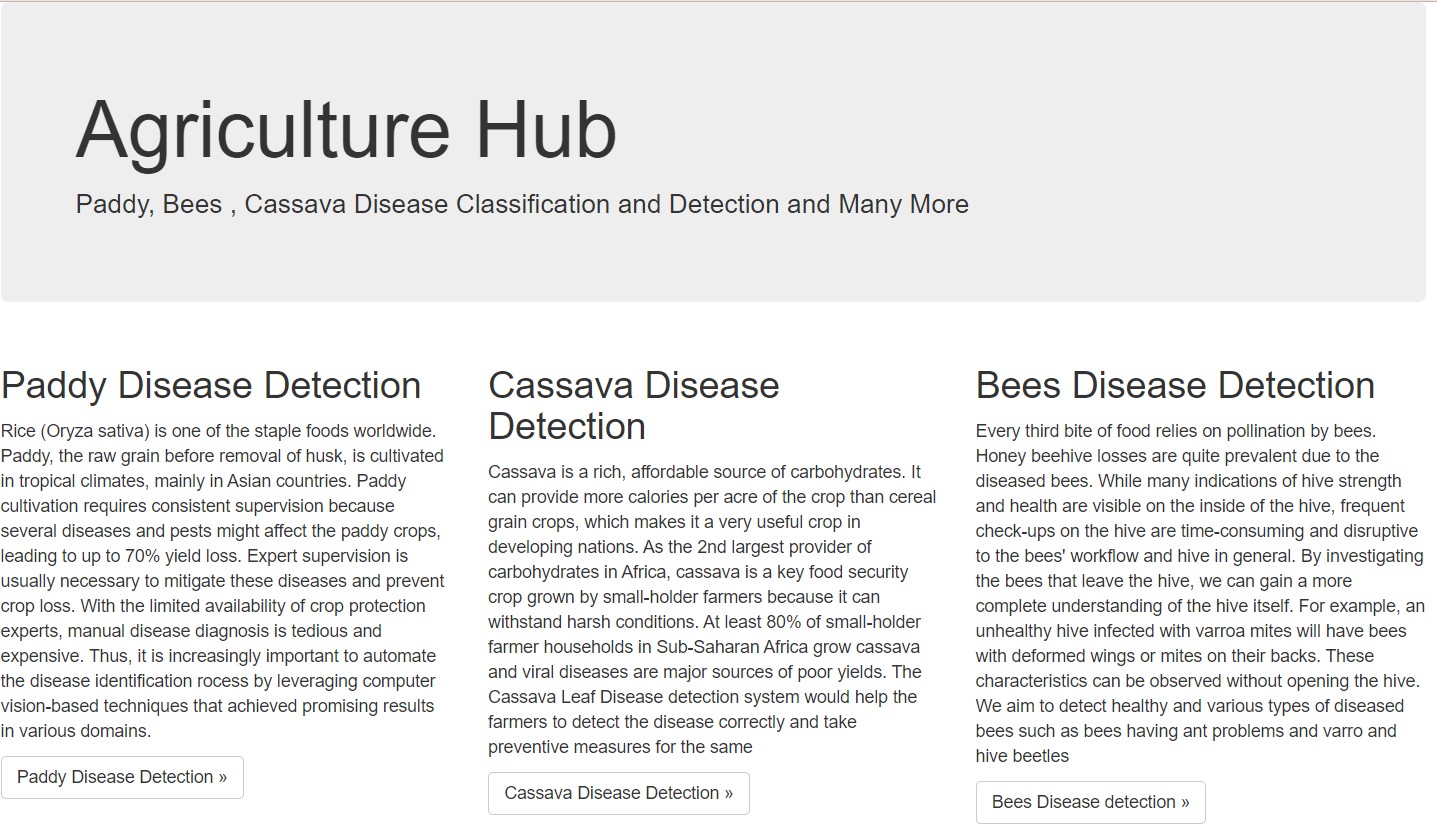 Agriculture Hub
Paddy, Bees , Cassava Disease Classification and Detection and Many More
Paddy Disease Detection
Rice (Oryza sativa) is one of the staple foods worldwide.
Paddy, the raw grain before removal of husk, is cultivated
in tropical climates, mainly in Asian countries. Paddy
cultivation requires consistent supervision because
several diseases and pests might affect the paddy crops,
leading to up to 70% yield loss. Expert supervision is
usually necessary to mitigate these diseases and prevent
crop loss. With the limited availability of crop protection
experts, manual disease diagnosis is tedious and
expensive. Thus, it is increasingly important to automate
the disease identification rocess by leveraging computer
vision-based techniques that achieved promising results
in various domains.
Paddy Disease Detection »
Cassava Disease
Detection
Cassava is a rich, affordable source of carbohydrates. It
can provide more calories per acre of the crop than cereal
grain crops, which makes it a very useful crop in
developing nations. As the 2nd largest provider of
carbohydrates in Africa, cassava is a key food security
crop grown by small-holder farmers because it can
withstand harsh conditions. At least 80% of small-holder
farmer households in Sub-Saharan Africa grow cassava
and viral diseases are major sources of poor yields. The
Cassava Leaf Disease detection system would help the
farmers to detect the disease correctly and take
preventive measures for the same
Cassava Disease Detection »
Bees Disease Detection
Every third bite of food relies on pollination by bees.
Honey beehive losses are quite prevalent due to the
diseased bees. While many indications of hive strength
and health are visible on the inside of the hive, frequent
check-ups on the hive are time-consuming and disruptive
to the bees' workflow and hive in general. By investigating
the bees that leave the hive, we can gain a more
complete understanding of the hive itself. For example, an
unhealthy hive infected with varroa mites will have bees
with deformed wings or mites on their backs. These
characteristics can be observed without opening the hive.
We aim to detect healthy and various types of diseased
bees such as bees having ant problems and varro and
hive beetles
Bees Disease detection »